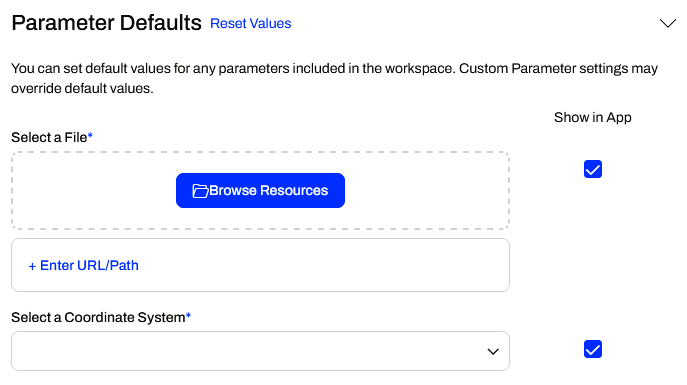 Parameter Defaults Reset Values
You can set default values for any parameters included in the workspace. Custom Parameter settings may
override default values.
Show in App
Select a File*
Browse Resources
+ Enter URL/Path
Select a Coordinate System*